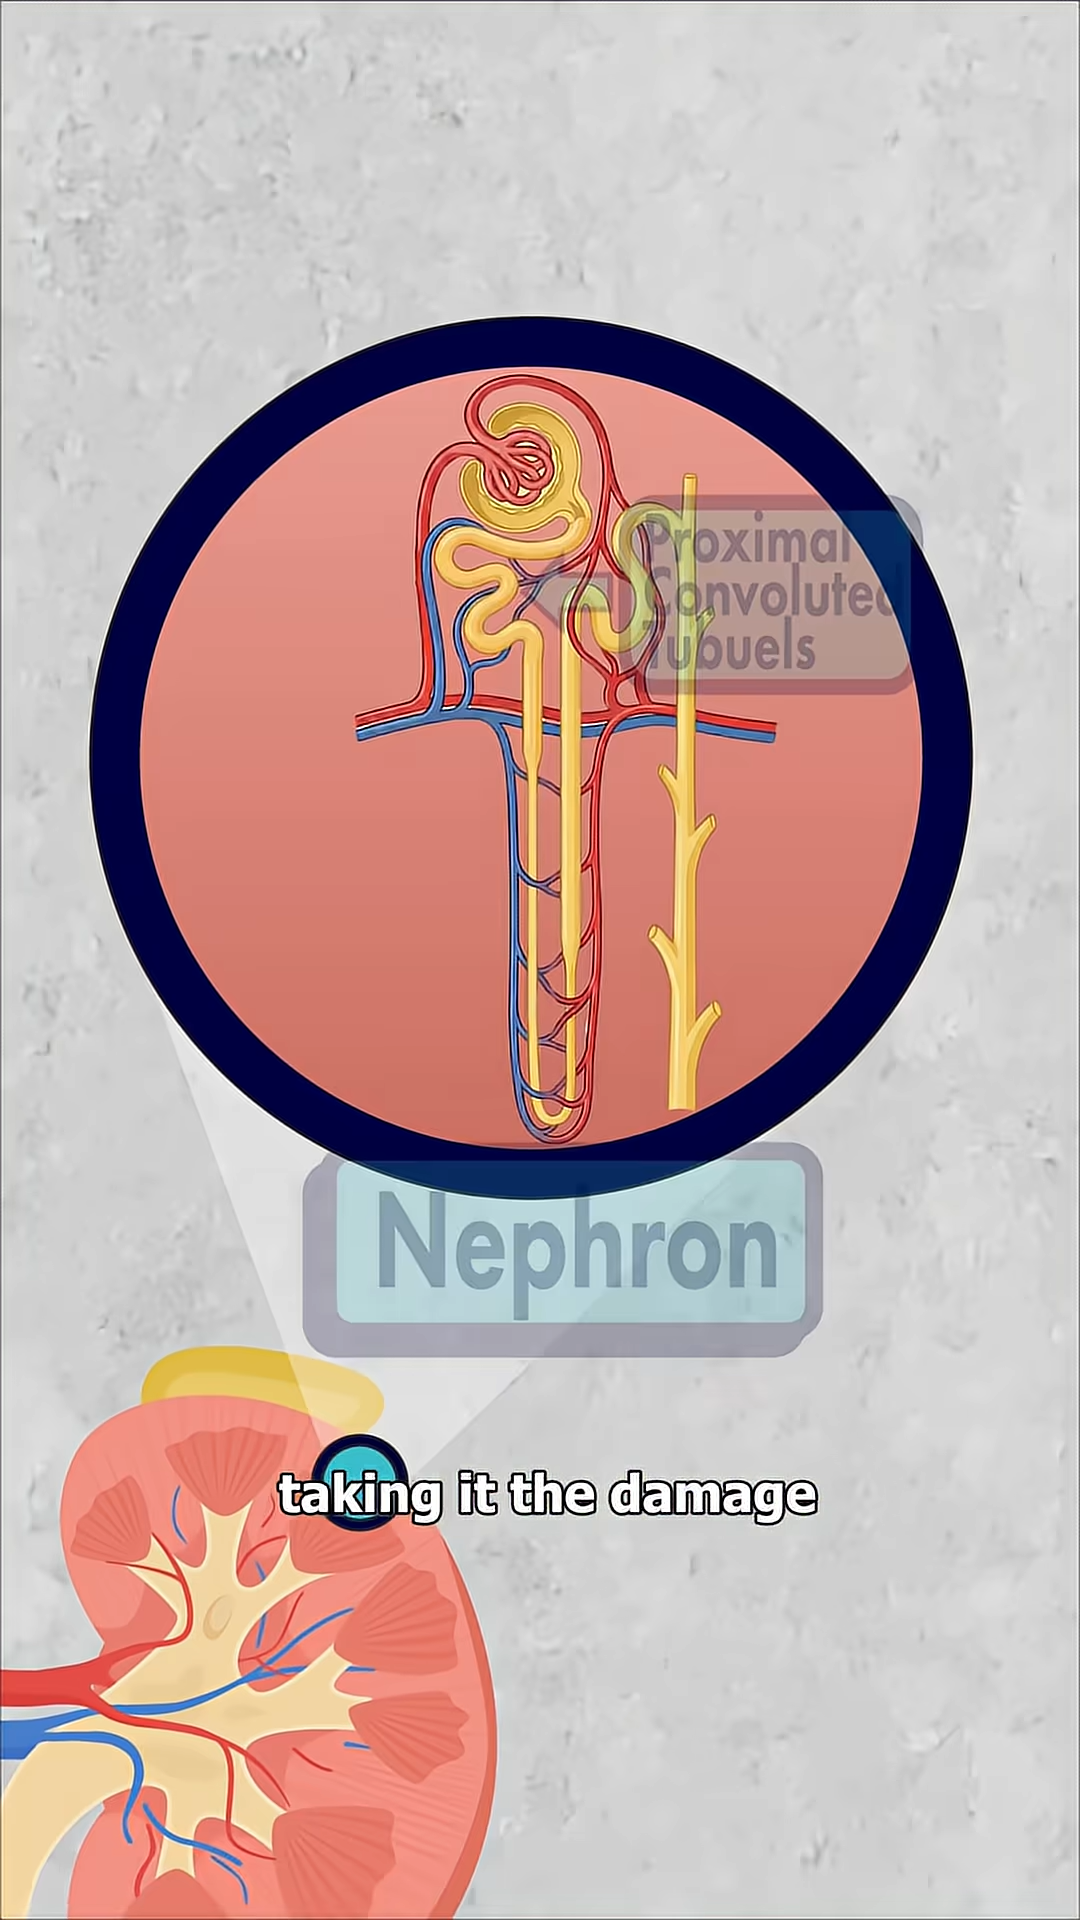 Proximal
Convoluted
Tubuels
Nephron
taking it the damage